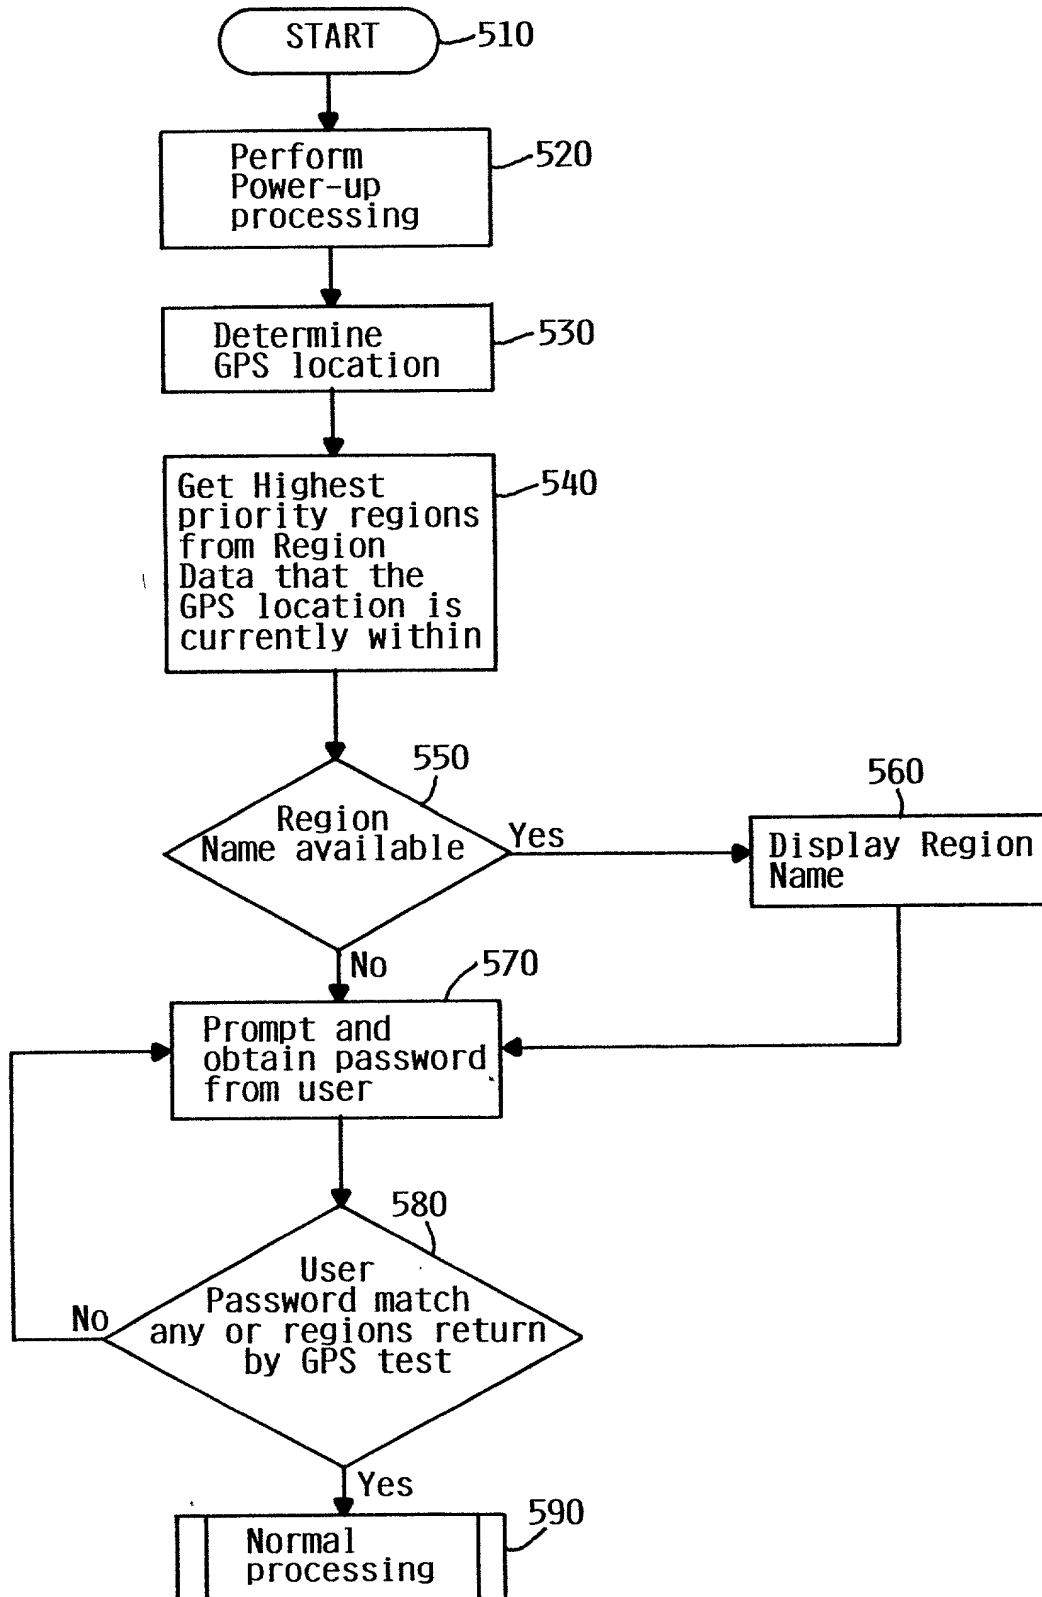 START
510
Perform
Power-up
processing
520
Determine
GPS location
530
Get Highest
priority regions
from Region
Data that the
GPS location is
currently within
540
550
Region
Name available
Yes
560
Display Region
Name
No
570
Prompt and
obtain password
from user
580
User
Password match
any or regions return
by GPS test
No
Yes
590
Normal
processing